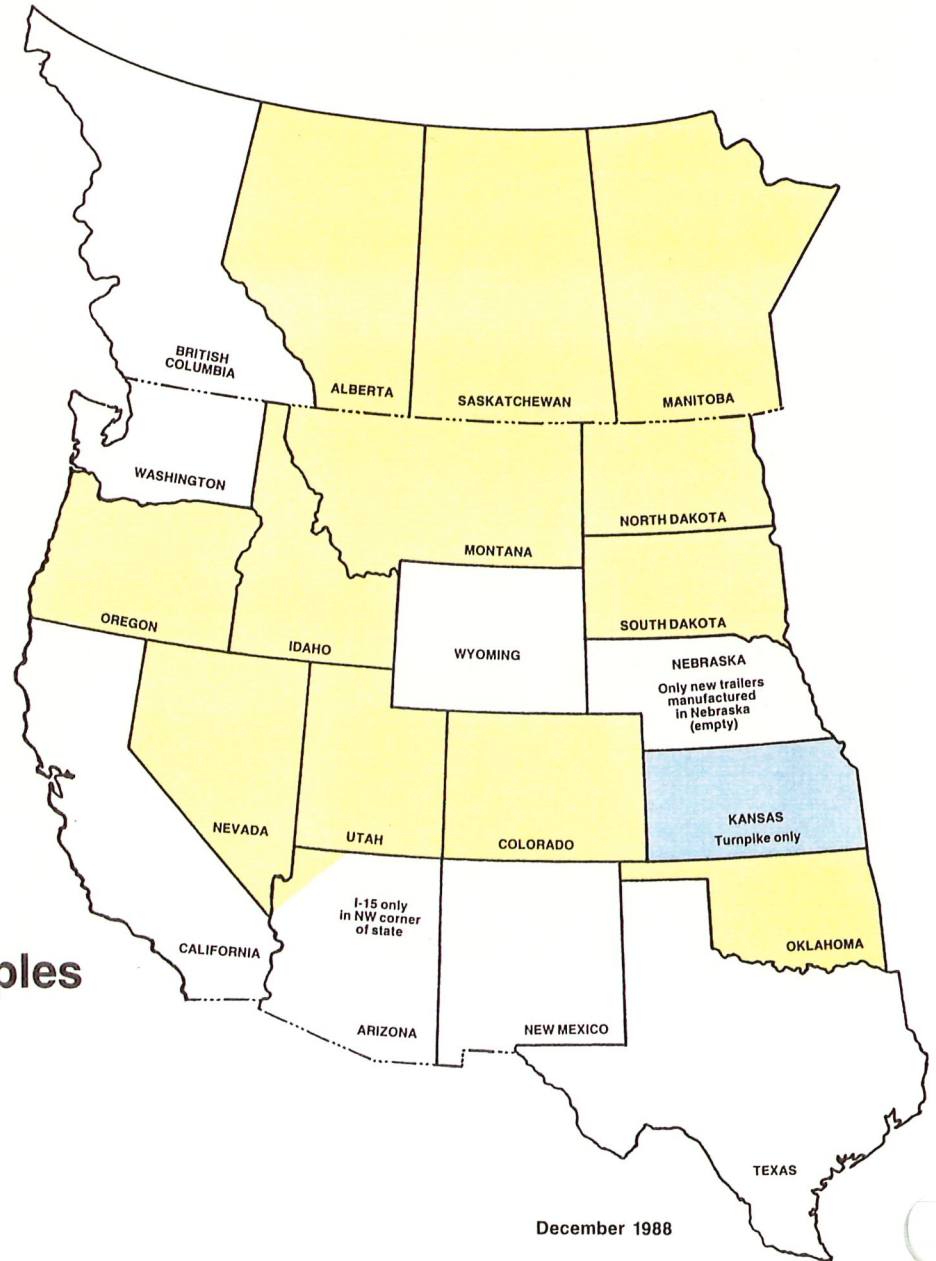 BRITISH
COLUMBIA
ALBERTA
SASKATCHEWAN
MANITOBA
WASHINGTON
NORTH DAKOTA
MONTANA
OREGON
IDAHO
WYOMING
SOUTH DAKOTA
NEBRASKA
Only new trailers
manufactured
in Nebraska
(empty)
NEVADA
UTAH
COLORADO
KANSAS
Turnpike only
I-15 only
in NW corner
of state
CALIFORNIA
OKLAHOMA
ples
ARIZONA
NEW MEXICO
TEXAS
December 1988